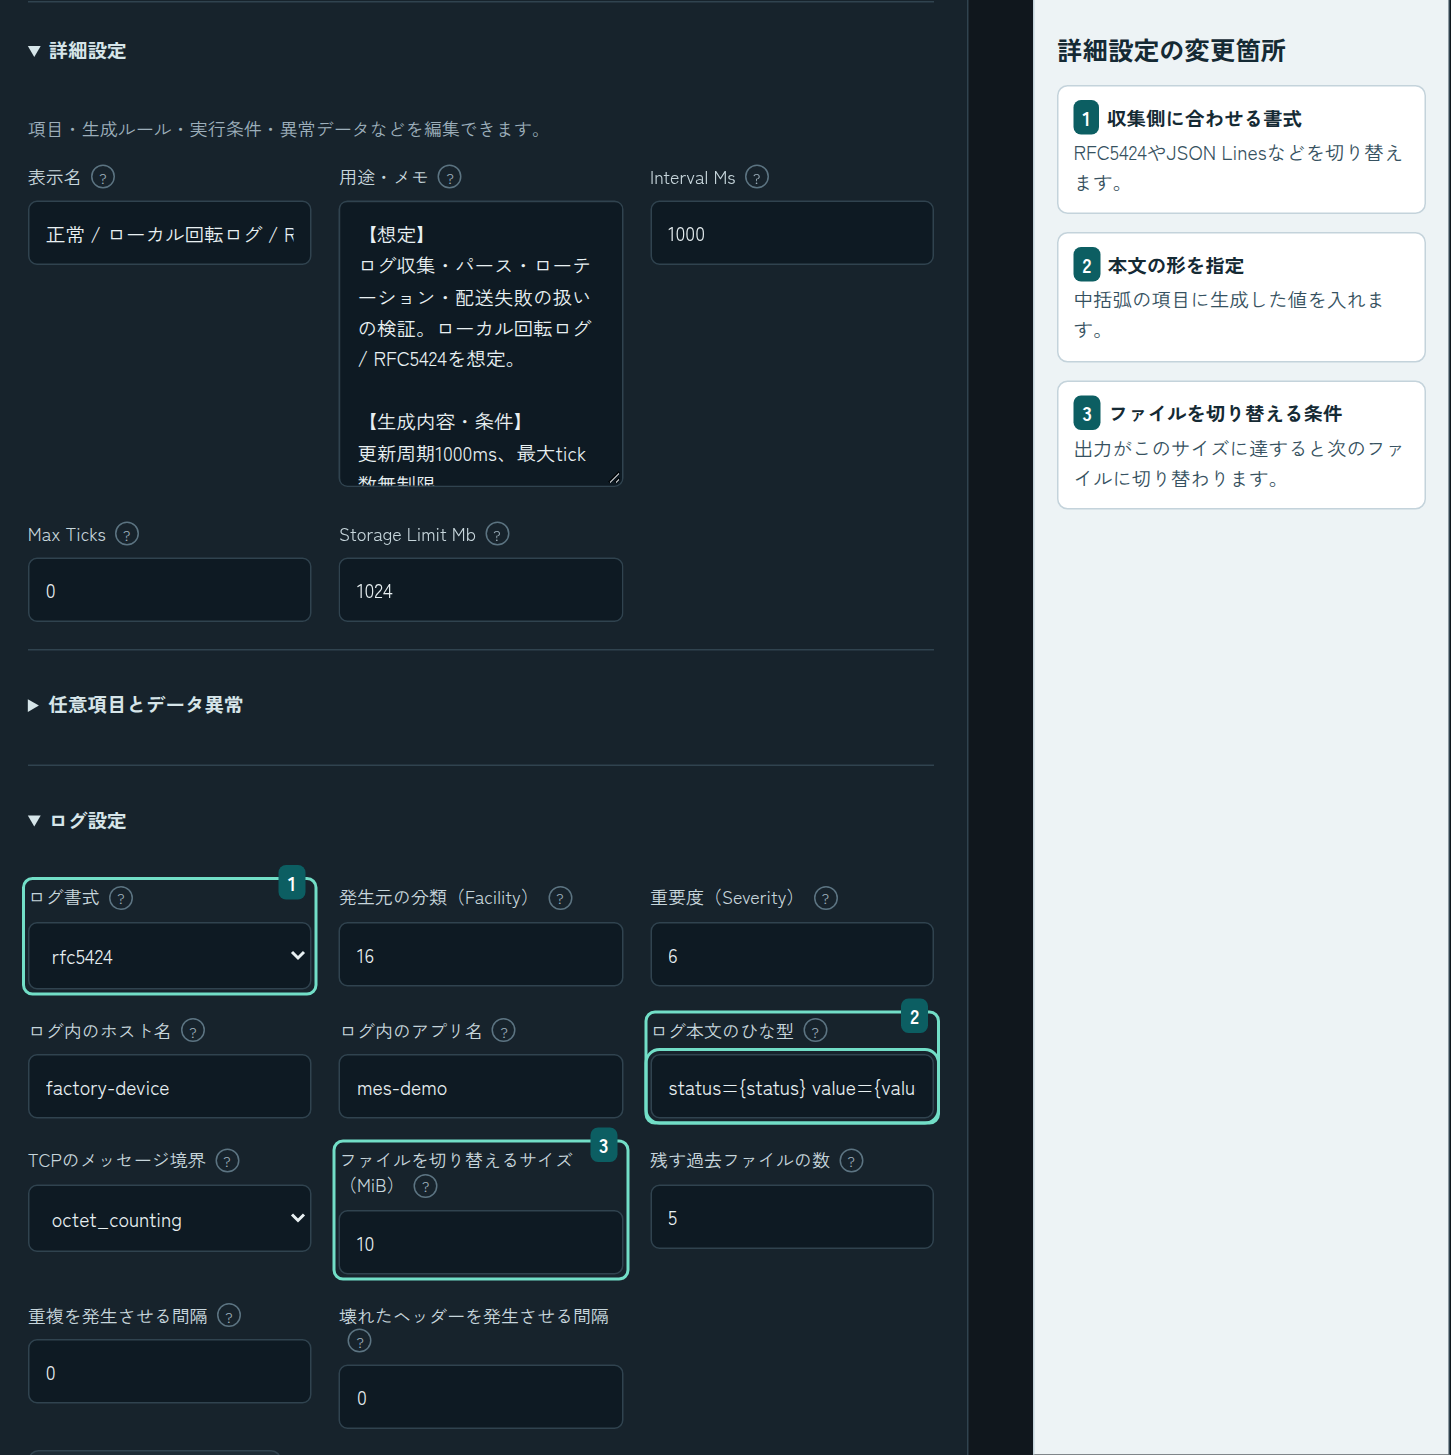 ▼ 詳細設定
項目・生成ルール・実行条件・異常データなどを編集できます。
表示名 ?
正常 / ローカル回転ログ / R
用途・メモ ?
【想定】
ログ収集・パース・ローテ
ーション・配送失敗の扱い
の検証。ローカル回転ログ
/ RFC5424を想定。
【生成内容・条件】
更新周期1000ms、最大tick
数無制限
Interval Ms ?
1000
Max Ticks ?
0
Storage Limit Mb ?
1024
▶ 任意項目とデータ異常
▼ ログ設定
ログ書式 ?
1
rfc5424
発生元の分類（Facility） ?
16
重要度（Severity） ?
6
ログ内のホスト名 ?
factory-device
ログ内のアプリ名 ?
mes-demo
ログ本文のひな型 ?
2
status={status} value={valu
TCPのメッセージ境界 ?
octet_counting
ファイルを切り替えるサイズ
（MiB） ?
3
10
残す過去ファイルの数 ?
5
重複を発生させる間隔 ?
0
壊れたヘッダーを発生させる間隔
?
0
詳細設定の変更箇所
1 収集側に合わせる書式
RFC5424やJSON Linesなどを切り替え
ます。
2 本文の形を指定
中括弧の項目に生成した値を入れま
す。
3 ファイルを切り替える条件
出力がこのサイズに達すると次のファ
イルに切り替わります。